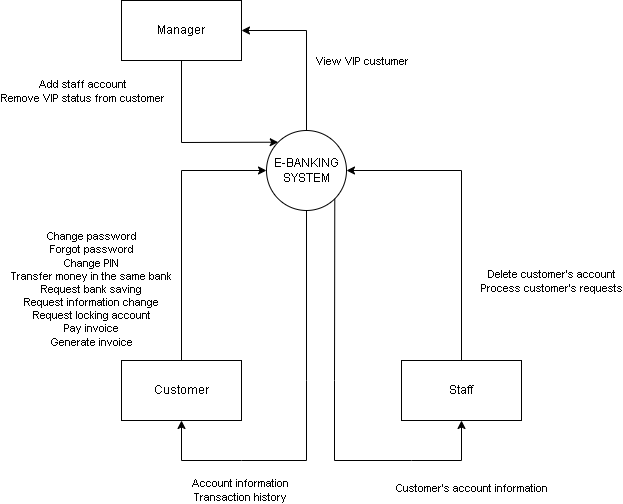 Manager
View VIP custumer
Add staff account
Remove VIP status from customer
E-BANKING
SYSTEM
Change password
Forgot password
Change PIN
Transfer money in the same bank
Request bank saving
Request information change
Request locking account
Pay invoice
Generate invoice
Delete customer's account
Process customer's requests
Customer
Staff
Account information
Transaction history
Customer's account information